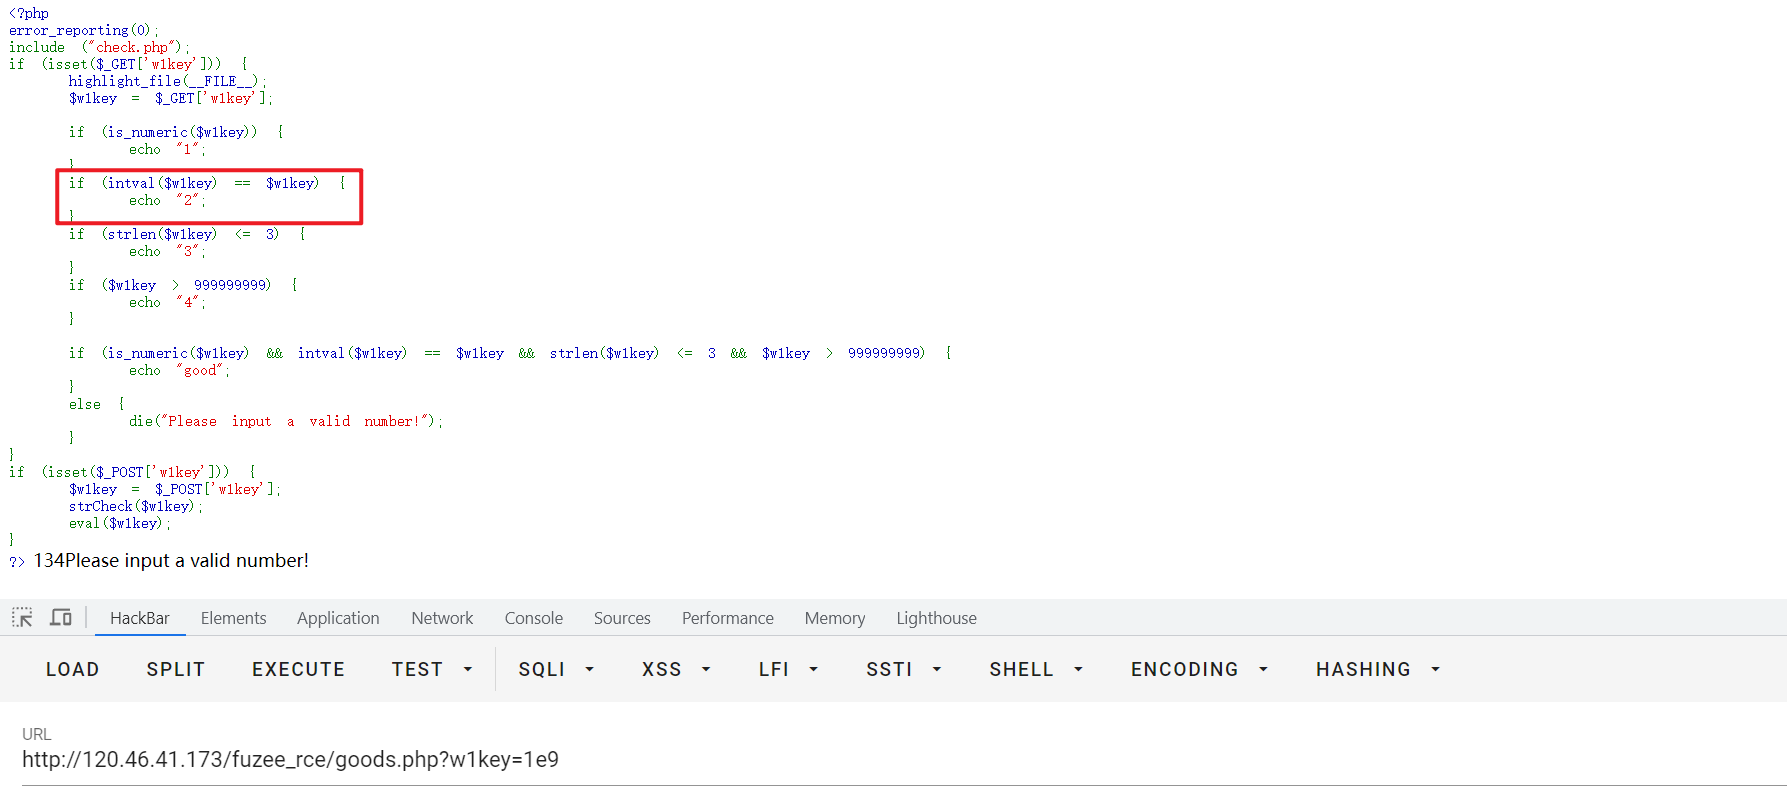 <?php
error_reporting(0);
include ("check.php");
if (isset($_GET['w1key'])) {
highlight_file(__FILE__);
$w1key = $_GET['w1key'];
if (is_numeric($w1key)) {
echo "1";
}
if (intval($w1key) == $w1key) {
echo "2";
}
if (strlen($w1key) <= 3) {
echo "3";
}
if ($w1key > 999999999) {
echo "4";
}
if (is_numeric($w1key) && intval($w1key) == $w1key && strlen($w1key) <= 3 && $w1key > 999999999) {
echo "good";
}
else {
die("Please input a valid number!");
}
}
if (isset($_POST['w1key'])) {
$w1key = $_POST['w1key'];
strCheck($w1key);
eval($w1key);
}
?> 134Please input a valid number!
HackBar Elements Application Network Console Sources Performance Memory Lighthouse
LOAD SPLIT EXECUTE TEST SQLI XSS LFI SSTI SHELL ENCODING HASHING
URL
http://120.46.41.173/fuzee_rce/goods.php?w1key=1e9